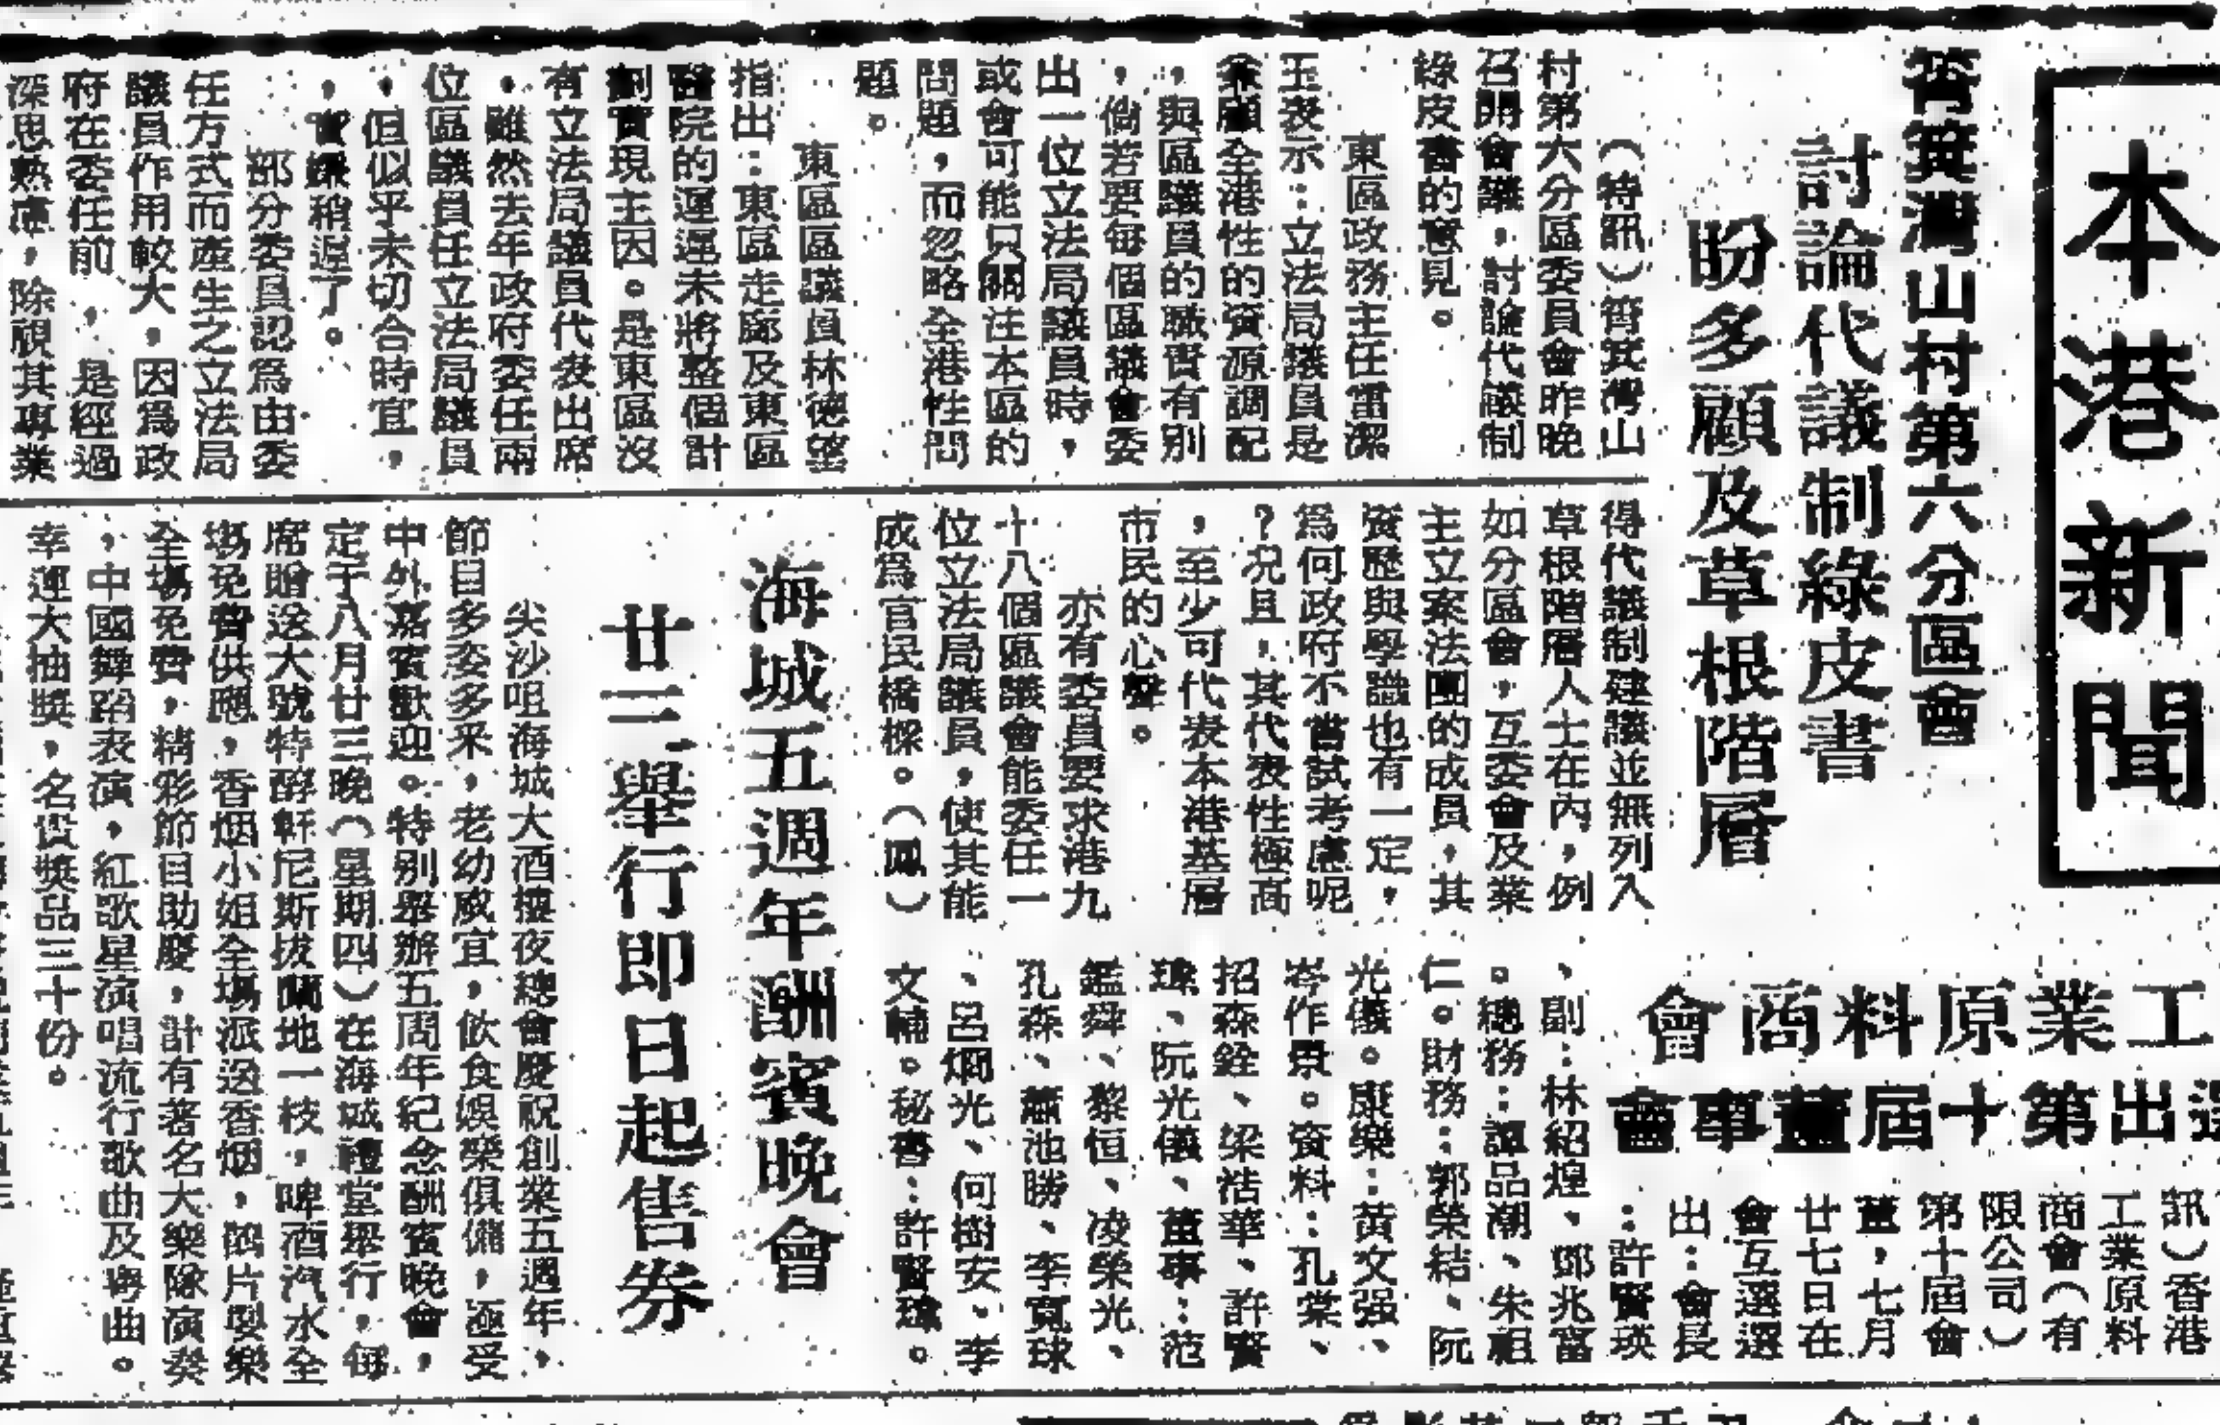 本港新聞
筲箕灣山村第六分區會
討論代議制綠皮書
盼多顧及草根階層
（特訊）筲箕灣山
村第六分區委員會昨晚
召開會議，討論代議制
綠皮書的意見。
東區政務主任雷潔
玉表示：立法局議員是
兼顧全港性的資源調配
，與區議員的職責有別
，倘若要每個區議會委
出一位立法局議員時，
或會可能只關注本區的
問題，而忽略全港性問
題。
東區區議員林德望
指出：東區走廊及東區
醫院的遲遲未將整個計
劃實現主因。是東區沒
有立法局議員代表出席
，雖然去年政府委任兩
位區議員任立法局議員
，但似乎未切合時宜，
，實嫌稍遲了。
部分委員認為由委
任方式而產生之立法局
議員作用較大，因為政
府在委任前，是經過
深思熟慮，除視其專業
得代議制建議並無列入
草根階層人士在內，例
如分區會，互委會及業
主立案法團的成員，其
資歷與學識也有一定，
為何政府不嘗試考慮呢
？況且，其代表性極高
，至少可代表本港基層
市民的心聲。
亦有委員要求港九
十八個區議會能委任一
位立法局議員，使其能
成為官民橋樑。（鳳）
海城五週年酬賓晚會
廿三舉行即日起售券
尖沙咀海城大酒樓夜總會慶祝創業五週年，
節目多姿多釆，老幼咸宜，飲食娛樂俱備，極受
中外嘉賓歡迎。特別舉辦五周年紀念酬賓晚會，
定于八月廿三晚（星期四）在海城禮堂舉行，每
席贈送大號特醇軒尼斯拔蘭地一枝，啤酒汽水全
場免費供應，香烟小姐全場派送香烟，鴉片嬰樂
全場免費，精彩節目助慶，計有著名大樂隊演奏
，中國舞蹈表演，紅歌星演唱流行歌曲及粵曲。
幸運大抽獎，名貴獎品三十份。
工業原料商會
選出第十屆董事會
訊）香港
工業原料
商會（有
限公司）
第十屆會
董，七月
廿七日在
會互選選
出：會長
：許賢瑛
、副：林紹煌、鄧兆富
。總務：譚品潮、朱祖
仁。財務：郭榮結、阮
光儀。康樂：黃文强、
岑作景。資料：孔棠、
招森銓、梁浩華、許賢
瑋、阮光儀、董事：范
鑑舜、黎恒、凌榮光、
孔森、蕭池勝、李寬球
、呂烱光、何樹安，李
文輔。秘書：許賢瑋。